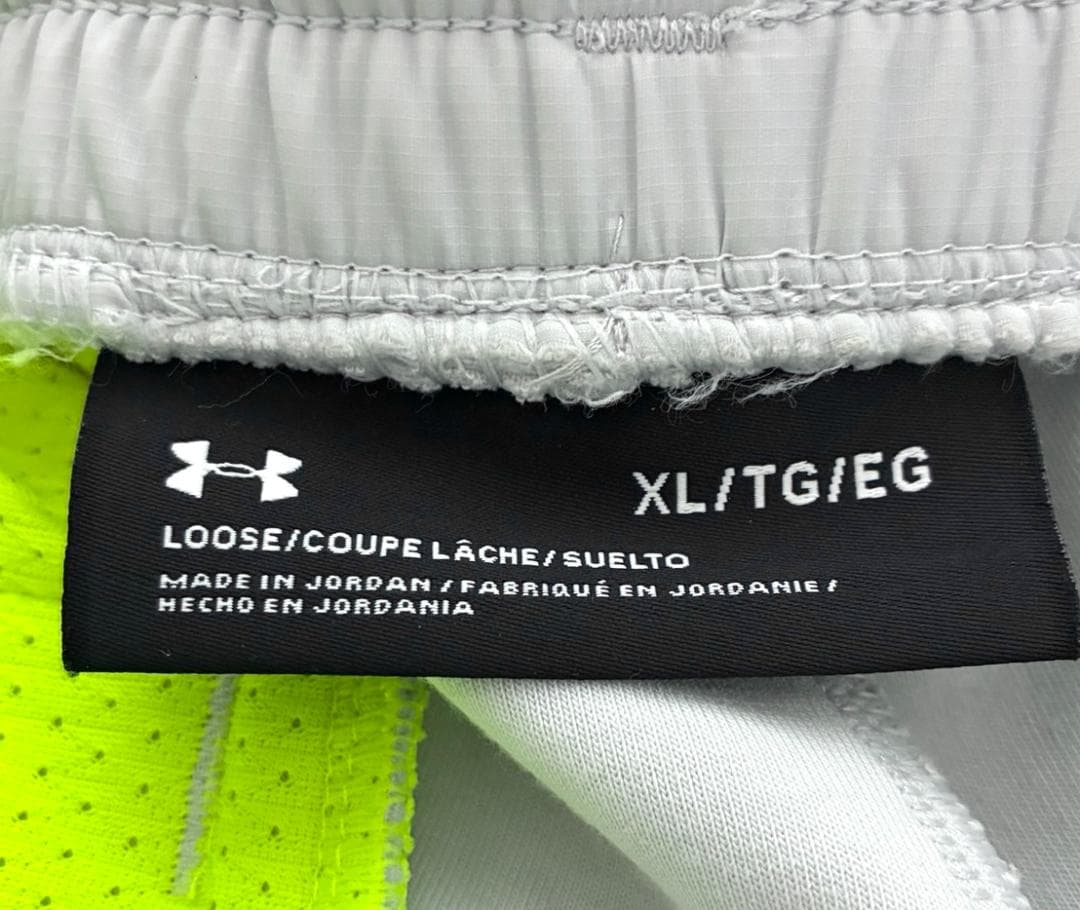 XL/TG/EG
LOOSE/COUPE LÂCHE/SUELTO
MADE IN JORDAN / FABRIQUÉ EN JORDANIE /
HECHO EN JORDANIA